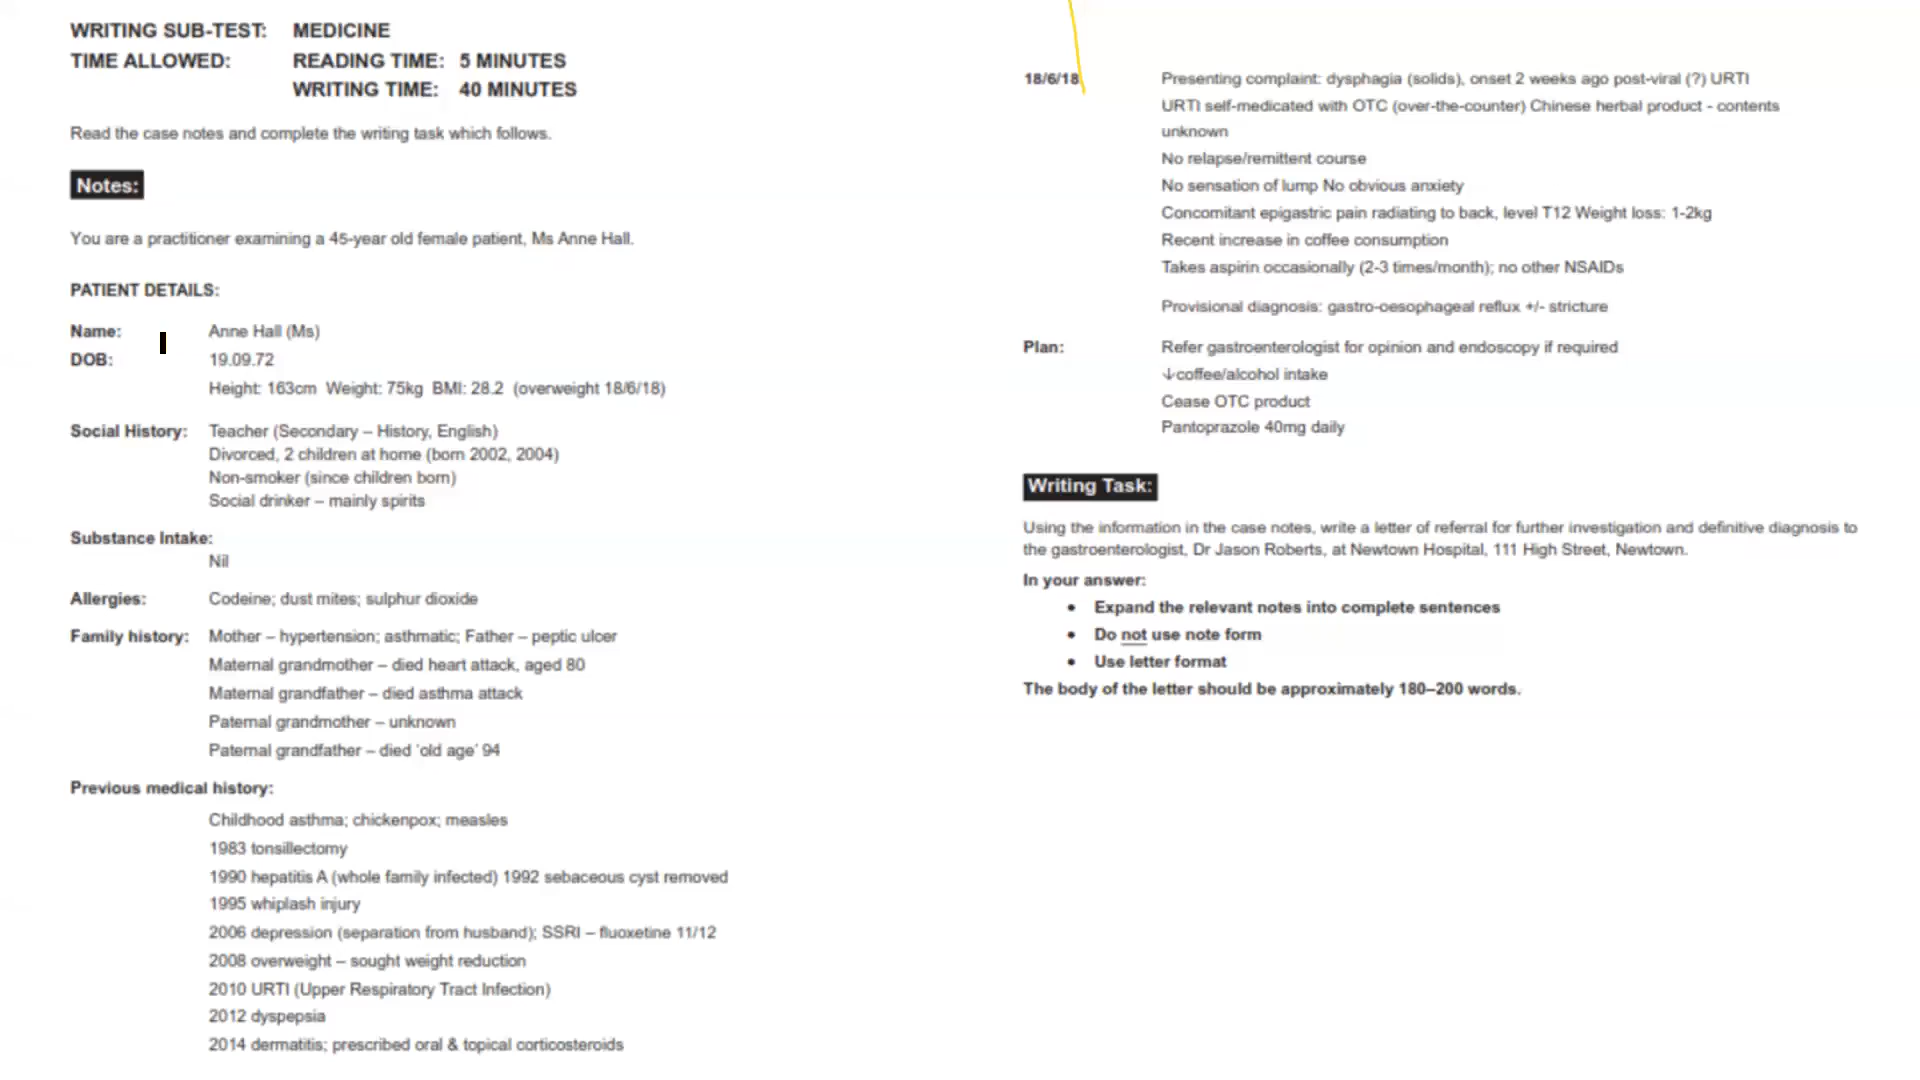 WRITING SUB-TEST: MEDICINE
TIME ALLOWED: READING TIME: 5 MINUTES
WRITING TIME: 40 MINUTES
Read the case notes and complete the writing task which follows.
Notes:
You are a practitioner examining a 45-year old female patient, Ms Anne Hall.
PATIENT DETAILS:
Name: Anne Hall (Ms)
DOB: 19.09.72
Height: 163cm Weight: 75kg BMI: 28.2 (overweight 18/6/18)
Social History: Teacher (Secondary – History, English)
Divorced, 2 children at home (born 2002, 2004)
Non-smoker (since children born)
Social drinker – mainly spirits
Substance Intake:
Nil
Allergies: Codeine; dust mites; sulphur dioxide
Family history: Mother – hypertension; asthmatic; Father – peptic ulcer
Maternal grandmother – died heart attack, aged 80
Maternal grandfather – died asthma attack
Paternal grandmother – unknown
Paternal grandfather – died 'old age' 94
Previous medical history:
Childhood asthma; chickenpox; measles
1983 tonsillectomy
1990 hepatitis A (whole family infected) 1992 sebaceous cyst removed
1995 whiplash injury
2006 depression (separation from husband); SSRI – fluoxetine 11/12
2008 overweight – sought weight reduction
2010 URTI (Upper Respiratory Tract Infection)
2012 dyspepsia
2014 dermatitis; prescribed oral & topical corticosteroids
18/6/18 Presenting complaint: dysphagia (solids), onset 2 weeks ago post-viral (?) URTI
URTI self-medicated with OTC (over-the-counter) Chinese herbal product - contents
unknown
No relapse/remittent course
No sensation of lump No obvious anxiety
Concomitant epigastric pain radiating to back, level T12 Weight loss: 1-2kg
Recent increase in coffee consumption
Takes aspirin occasionally (2-3 times/month); no other NSAIDs
Provisional diagnosis: gastro-oesophageal reflux +/- stricture
Plan: Refer gastroenterologist for opinion and endoscopy if required
↓coffee/alcohol intake
Cease OTC product
Pantoprazole 40mg daily
Writing Task:
Using the information in the case notes, write a letter of referral for further investigation and definitive diagnosis to
the gastroenterologist, Dr Jason Roberts, at Newtown Hospital, 111 High Street, Newtown.
In your answer:
• Expand the relevant notes into complete sentences
• Do not use note form
• Use letter format
The body of the letter should be approximately 180–200 words.